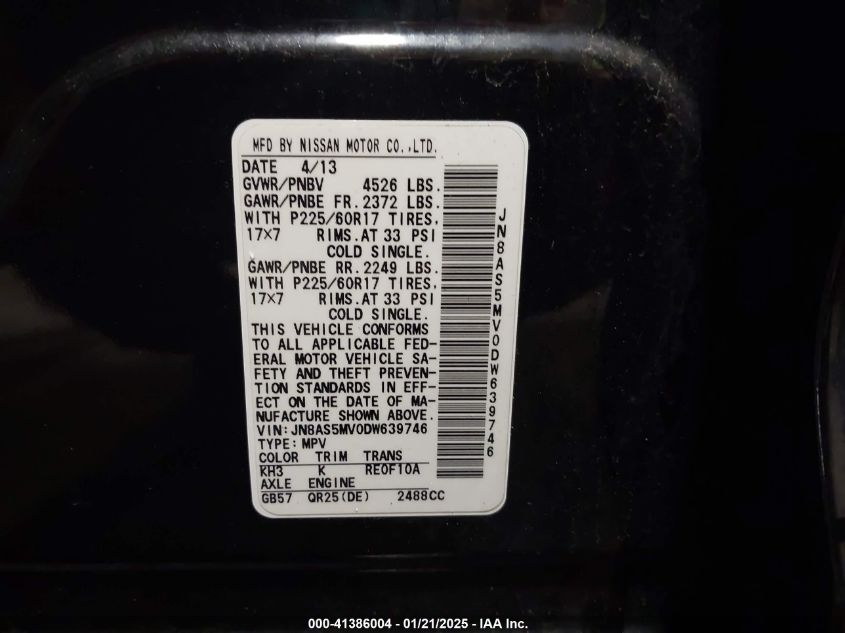 MFD BY NISSAN MOTOR CO.,LTD.
DATE 4/13
GVWR/PNBV 4526 LBS.
GAWR/PNBE FR. 2372 LBS.
WITH P225/60R17 TIRES,
17×7 RIMS.AT 33 PSI
COLD SINGLE.
GAWR/PNBE RR. 2249 LBS.
WITH P225/60R17 TIRES,
17×7 RIMS.AT 33 PSI
COLD SINGLE.
THIS VEHICLE CONFORMS
TO ALL APPLICABLE FED-
ERAL MOTOR VEHICLE SA-
FETY AND THEFT PREVEN-
TION STANDARDS IN EFF-
ECT ON THE DATE OF MA-
NUFACTURE SHOWN ABOVE.
VIN:JN8AS5MV0DW639746
TYPE:MPV
COLOR TRIM TRANS
KH3 K RE0F10A
AXLE ENGINE
GB57 QR25(DE) 2488CC
JN8AS5MV0DW639746
000-41386004 - 01/21/2025 - IAA Inc.